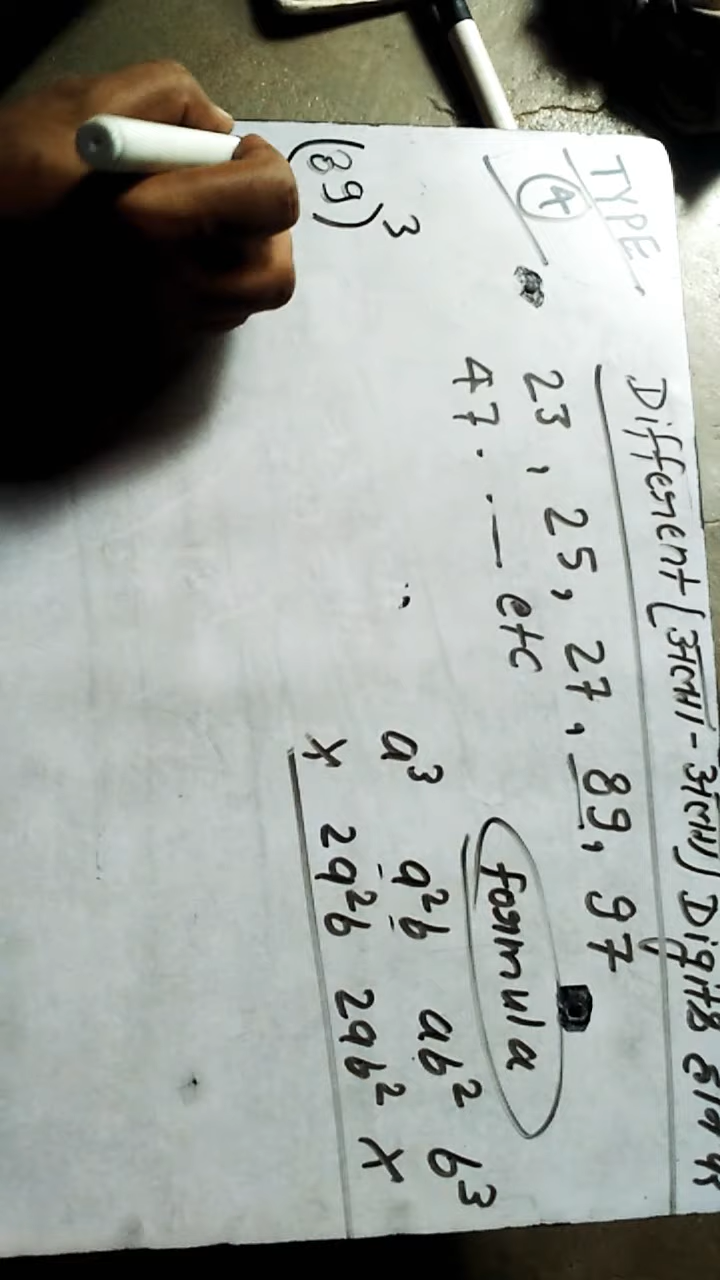 TYPE
4
Different (अलग-अलग) Digits होने पर
23, 25, 27, 89, 97
47 . . — etc
formula
(89)³
a³ a²b ab² b³
x 2a²b 2ab² x